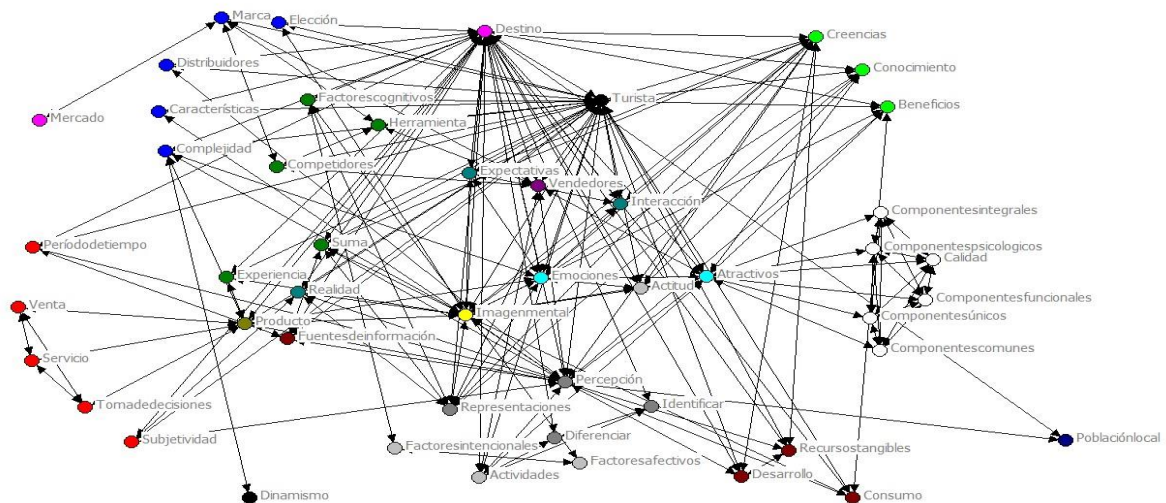 Marca
Elección
Destino
Creencias
Distribuidores
Conocimiento
Factorescognitivos
Turista
Beneficios
Características
Mercado
Herramienta
Complejidad
Competidores
Expectativas
Vendedores
Interacción
Componentesintegrales
Períododetiempo
Suma
Componentespsicologicos
Calidad
Experiencia
Emociones
Atractivos
Realidad
Actitud
Componentesfuncionales
Venta
Producto
Imagenmental
Componentesúnicos
Fuentesdeinformación
Componentescomunes
Servicio
Percepción
Tomadedecisiones
Representaciones
Identificar
Subjetividad
Diferenciar
Poblaciónlocal
Factoresintencionales
Recursostangibles
Factoresafectivos
Actividades
Desarrollo
Dinamismo
Consumo